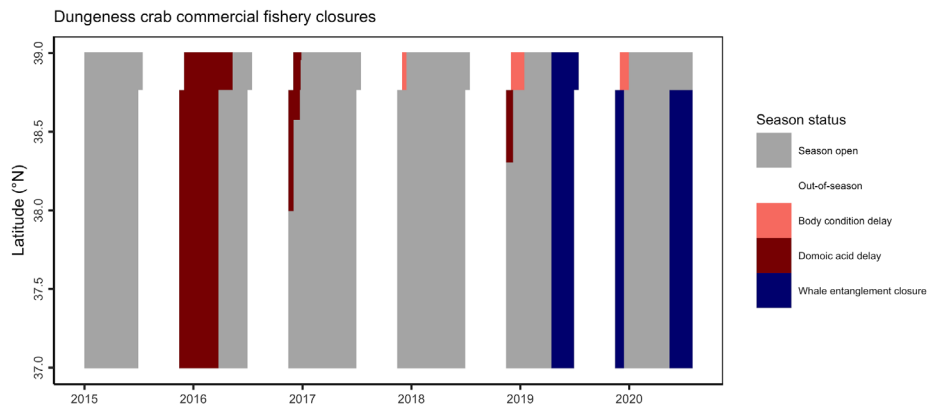 Dungeness crab commercial fishery closures
39.0
38.5
38.0
37.5
37.0
Latitude (°N)
2015 2016 2017 2018 2019 2020
Season status
Season open
Out-of-season
Body condition delay
Domoic acid delay
Whale entanglement closure